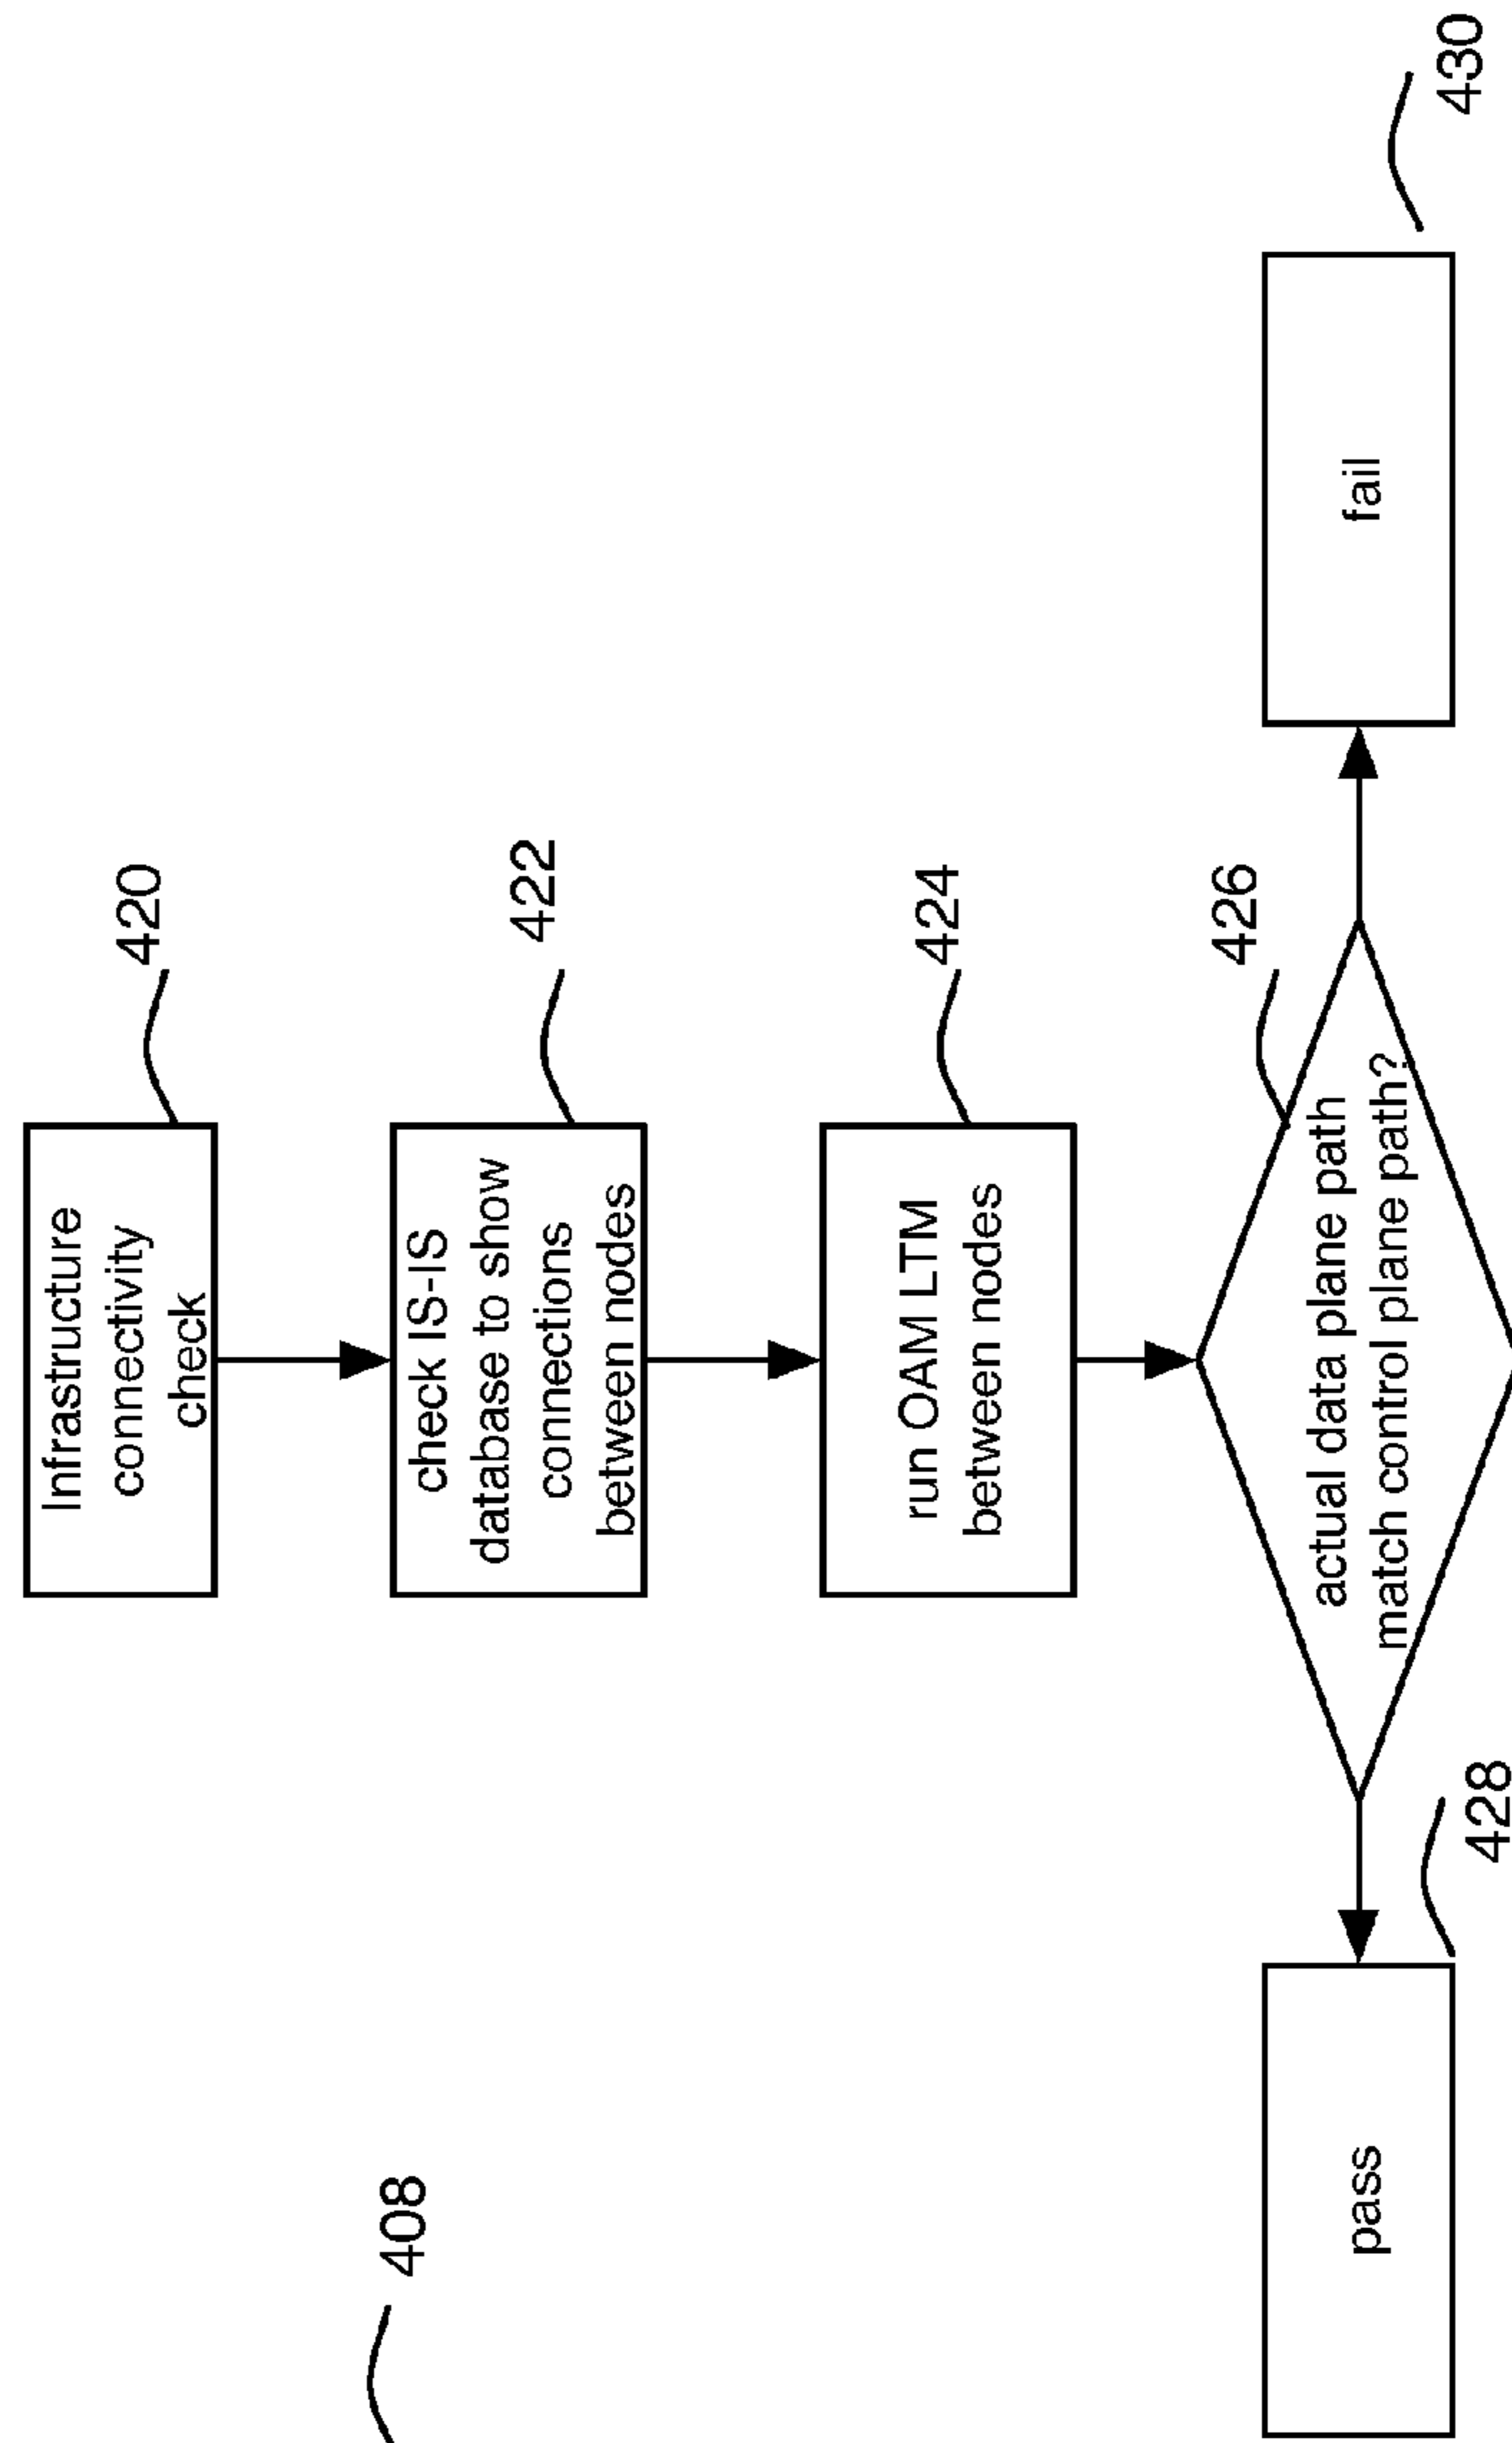 420
Infrastructure
connectivity
check
408
422
check IS-IS
database to show
connections
between nodes
424
run OAM LTM
between nodes
426
actual data plane path
match control plane path?
428
pass
430
fail